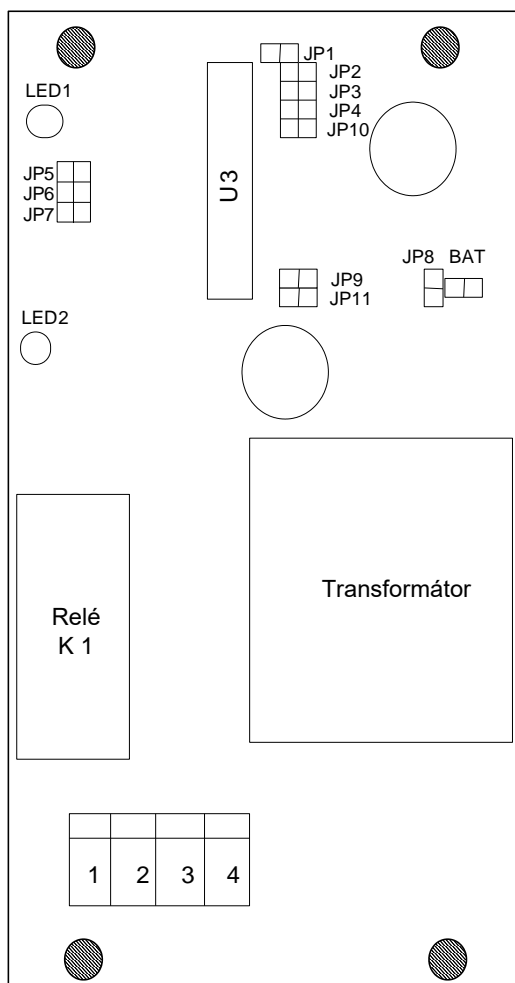 JP1
JP2
LED1
JP3
JP4
JP10
JP5
JP6
JP7
U3
JP8 BAT
JP9
JP11
LED2
Transformátor
Relé
K 1
1 2 3 4